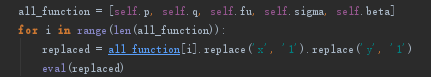 all_function = [self.p, self.q, self.fu, self.sigma, self.beta]
for i in range(len(all_function)):
    replaced = all_function[i].replace('x', '1').replace('y', '1')
    eval(replaced)